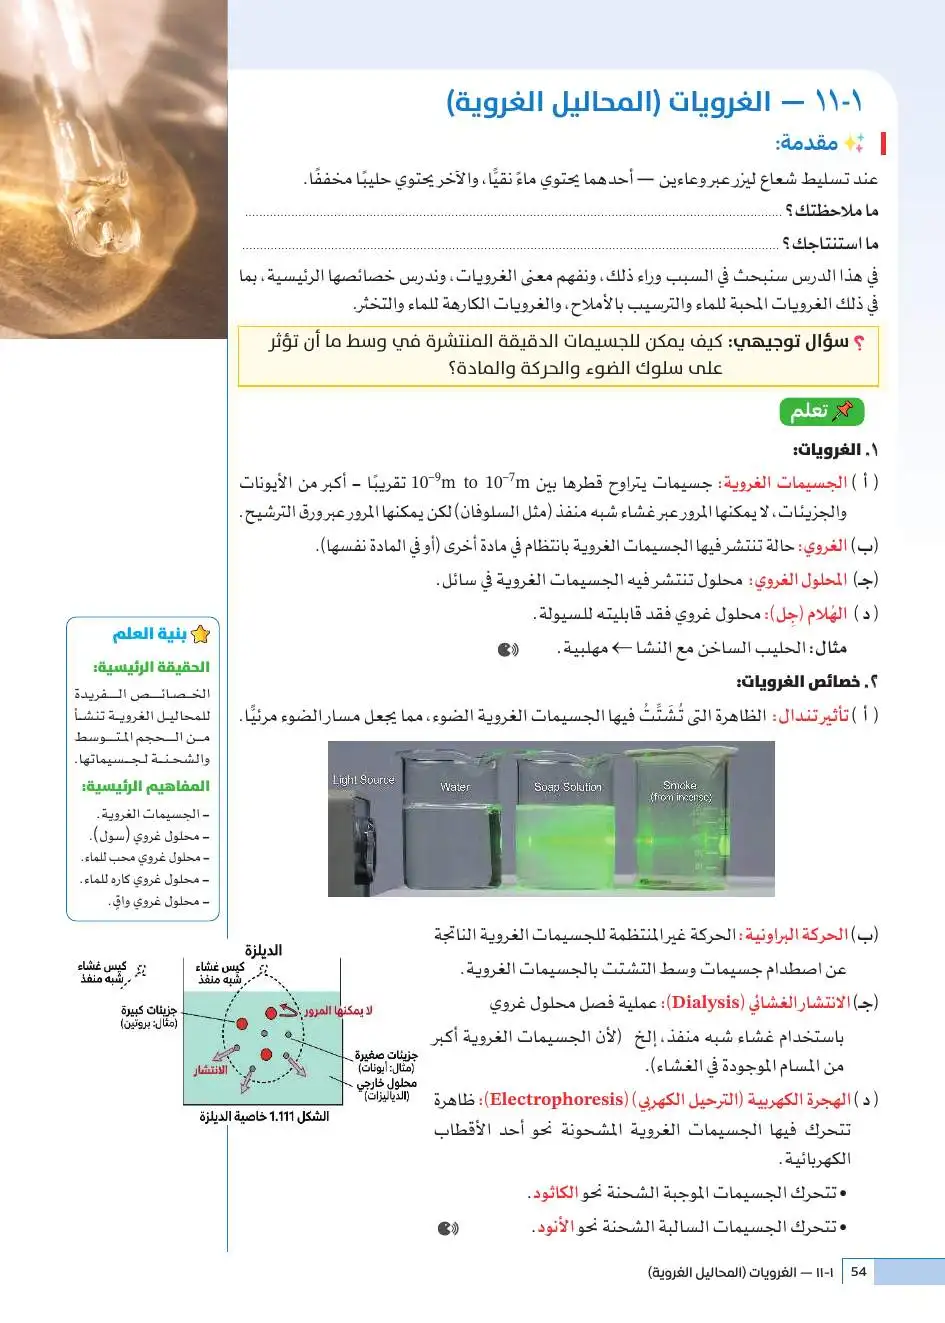 ١-١١ — الغرويات (المحاليل الغروية)
مقدمة:
عند تسليط شعاع ليزر عبر وعاءين — أحدهما يحتوي ماءً نقيًّا، والآخر يحتوي حليبًا مخففًا.
ما ملاحظتك؟
ما استنتاجك؟
في هذا الدرس سنبحث في السبب وراء ذلك، ونفهم معنى الغرويات، وندرس خصائصها الرئيسية، بما
في ذلك الغرويات المحبة للماء والترسيب بالأملاح، والغرويات الكارهة للماء والتخثر.
؟ سؤال توجيهي: كيف يمكن للجسيمات الدقيقة المنتشرة في وسط ما أن تؤثر
على سلوك الضوء والحركة والمادة؟
تعلم
١. الغرويات:
(أ) الجسيمات الغروية: جسيمات يتراوح قطرها بين 10⁻⁹m to 10⁻⁷m تقريبًا – أكبر من الأيونات
والجزيئات، لا يمكنها المرور عبر غشاء شبه منفذ (مثل السلوفان) لكن يمكنها المرور عبر ورق الترشيح.
(ب) الغروي: حالة تنتشر فيها الجسيمات الغروية بانتظام في مادة أخرى (أو في المادة نفسها).
(جـ) المحلول الغروي: محلول تنتشر فيه الجسيمات الغروية في سائل.
(د) الهُلام (جِل): محلول غروي فقد قابليته للسيولة.
مثال: الحليب الساخن مع النشا ← مهلبية.
٢. خصائص الغرويات:
(أ) تأثير تندال: الظاهرة التى تُشَتِّتُ فيها الجسيمات الغروية الضوء، مما يجعل مسار الضوء مرئيًّا.
Light Source
Water
Soap Solution
Smoke
(from incense)
(ب) الحركة البراونية: الحركة غير المنتظمة للجسيمات الغروية الناتجة
عن اصطدام جسيمات وسط التشتت بالجسيمات الغروية.
(جـ) الانتشار الغشائي (Dialysis): عملية فصل محلول غروي
باستخدام غشاء شبه منفذ، إلخ (لأن الجسيمات الغروية أكبر
من المسام الموجودة في الغشاء).
(د) الهجرة الكهربية (الترحيل الكهربي) (Electrophoresis): ظاهرة
تتحرك فيها الجسيمات الغروية المشحونة نحو أحد الأقطاب
الكهربائية.
• تتحرك الجسيمات الموجبة الشحنة نحو الكاثود.
• تتحرك الجسيمات السالبة الشحنة نحو الأنود.
بنية العلم
الحقيقة الرئيسية:
الخصائص الفريدة
للمحاليل الغروية تنشأ
من الحجم المتوسط
والشحنة لجسيماتها.
المفاهيم الرئيسية:
– الجسيمات الغروية.
– محلول غروي (سول).
– محلول غروي محب للماء.
– محلول غروي كاره للماء.
– محلول غروي واقٍ.
الديلزة
كيس غشاء
شبه منفذ
كيس غشاء
شبه منفذ
جزيئات كبيرة
(مثال: بروتين)
لا يمكنها المرور
جزيئات صغيرة
(مثال: أيونات)
الانتشار
محلول خارجي
(الدياليزات)
الشكل 1.111 خاصية الديلزة
54
١-١١ — الغرويات (المحاليل الغروية)